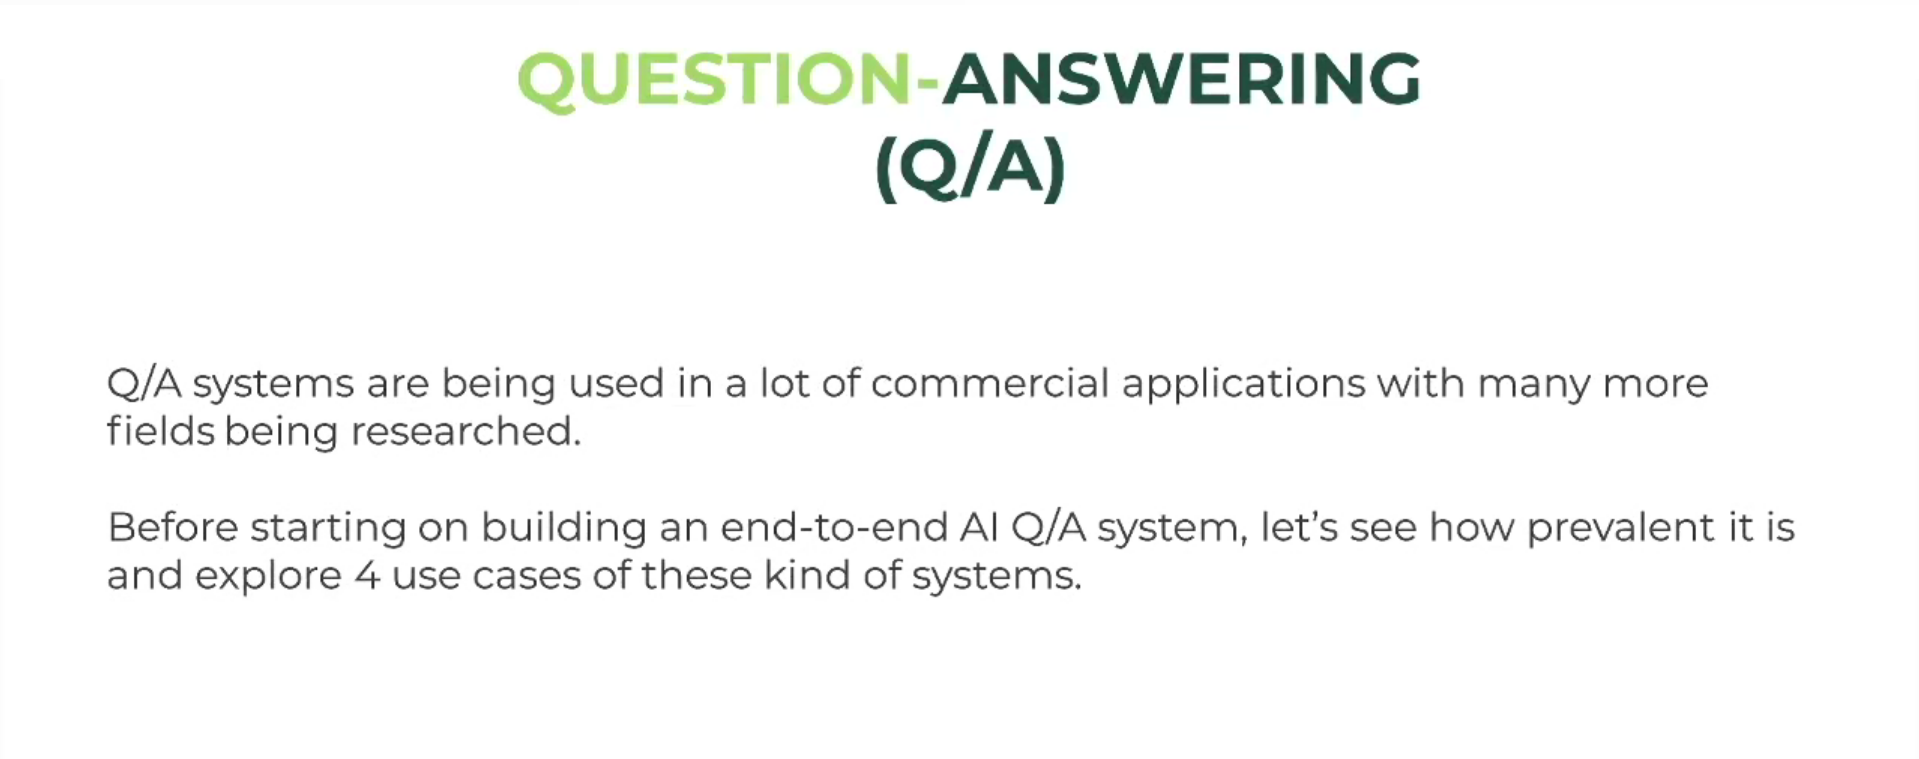 QUESTION-ANSWERING
(Q/A)
Q/A systems are being used in a lot of commercial applications with many more
fields being researched.
Before starting on building an end-to-end AI Q/A system, let’s see how prevalent it is
and explore 4 use cases of these kind of systems.